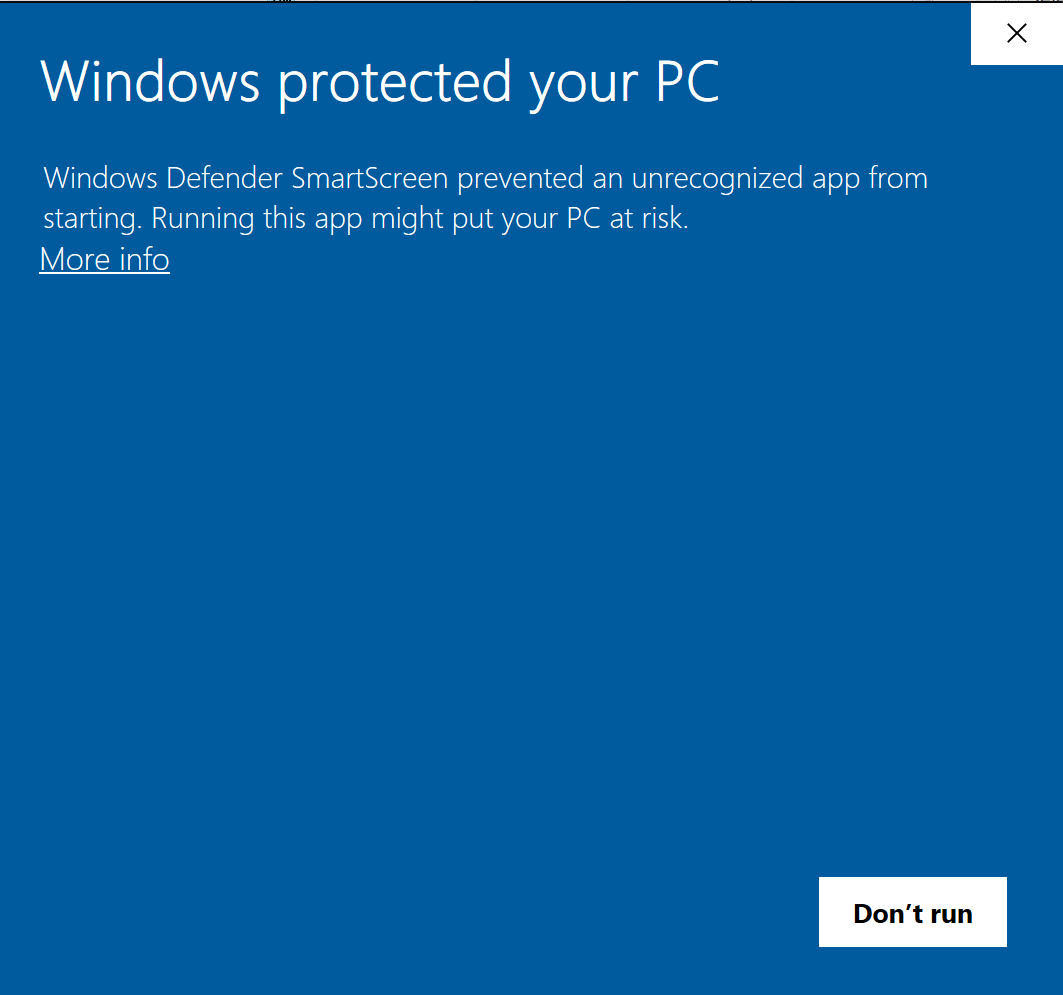 Windows protected your PC
Windows Defender SmartScreen prevented an unrecognized app from
starting. Running this app might put your PC at risk.
More info
Don’t run